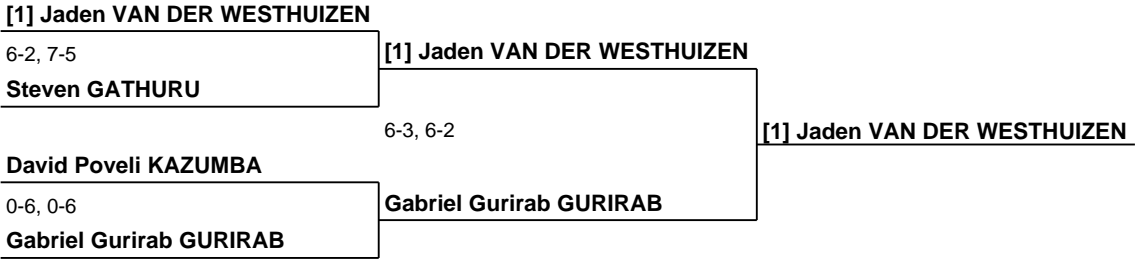 [1] Jaden VAN DER WESTHUIZEN
6-2, 7-5
Steven GATHURU
[1] Jaden VAN DER WESTHUIZEN
6-3, 6-2
[1] Jaden VAN DER WESTHUIZEN
David Poveli KAZUMBA
0-6, 0-6
Gabriel Gurirab GURIRAB
Gabriel Gurirab GURIRAB